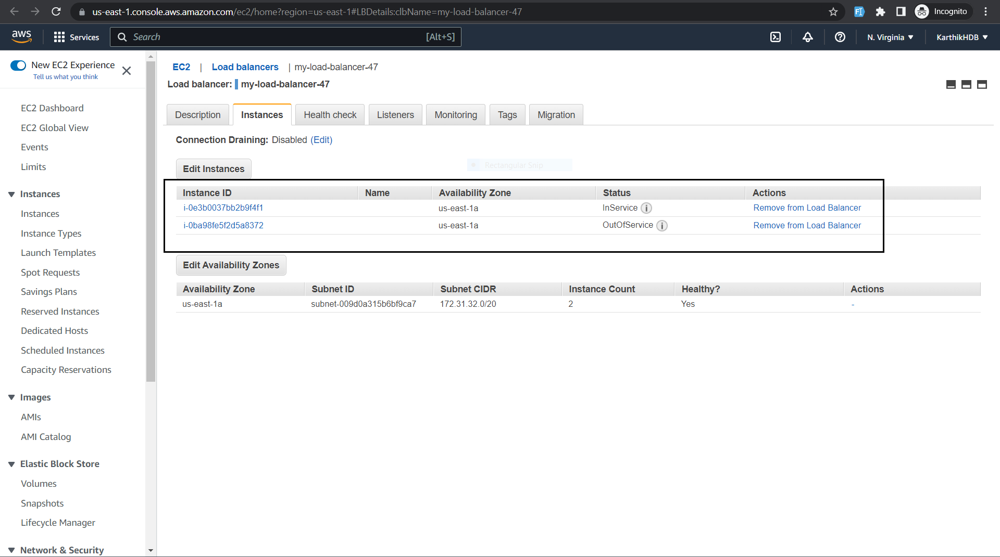 us-east-1.console.aws.amazon.com/ec2/home?region=us-east-1#LBDetails:clbName=my-load-balancer-47
FI
Incognito
aws
Services
Search
[Alt+S]
N. Virginia
KarthikHDB
New EC2 Experience
Tell us what you think
EC2 Dashboard
EC2 Global View
Events
Limits
Instances
Instances
Instance Types
Launch Templates
Spot Requests
Savings Plans
Reserved Instances
Dedicated Hosts
Scheduled Instances
Capacity Reservations
Images
AMIs
AMI Catalog
Elastic Block Store
Volumes
Snapshots
Lifecycle Manager
Network & Security
EC2 | Load balancers | my-load-balancer-47
Load balancer: my-load-balancer-47
Description Instances Health check Listeners Monitoring Tags Migration
Connection Draining: Disabled (Edit)
Rectangular Snip
Edit Instances
Instance ID Name Availability Zone Status Actions
i-0e3b0037bb2b9f4f1 us-east-1a InService Remove from Load Balancer
i-0ba98fe5f2d5a8372 us-east-1a OutOfService Remove from Load Balancer
Edit Availability Zones
Availability Zone Subnet ID Subnet CIDR Instance Count Healthy? Actions
us-east-1a subnet-009d0a315b6bf9ca7 172.31.32.0/20 2 Yes -